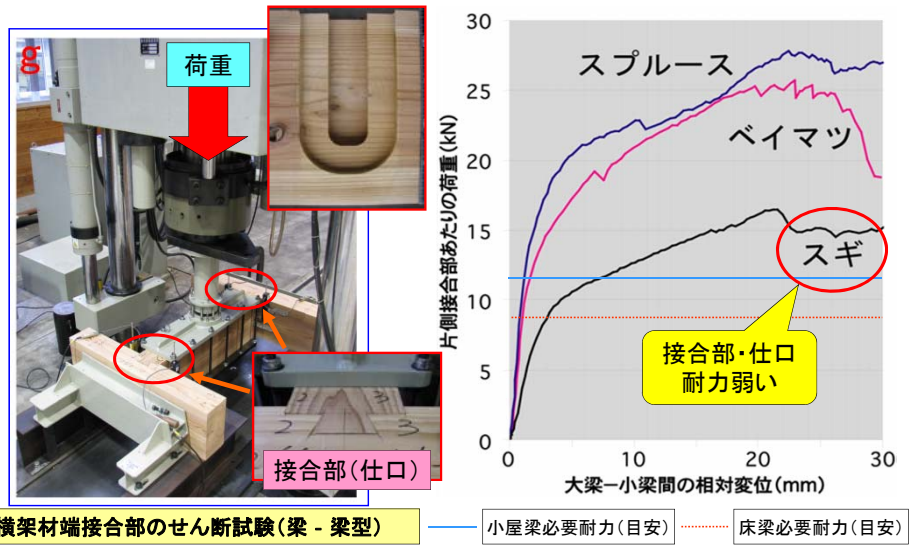 g
荷重
接合部(仕口)
横架材端接合部のせん断試験(梁 - 梁型)
片側接合部あたりの荷重(kN)
30
25
20
15
10
5
0
スプルース
ベイマツ
スギ
接合部・仕口
耐力弱い
0 10 20 30
大梁ー小梁間の相対変位(mm)
小屋梁必要耐力(目安)
床梁必要耐力(目安)
2 3